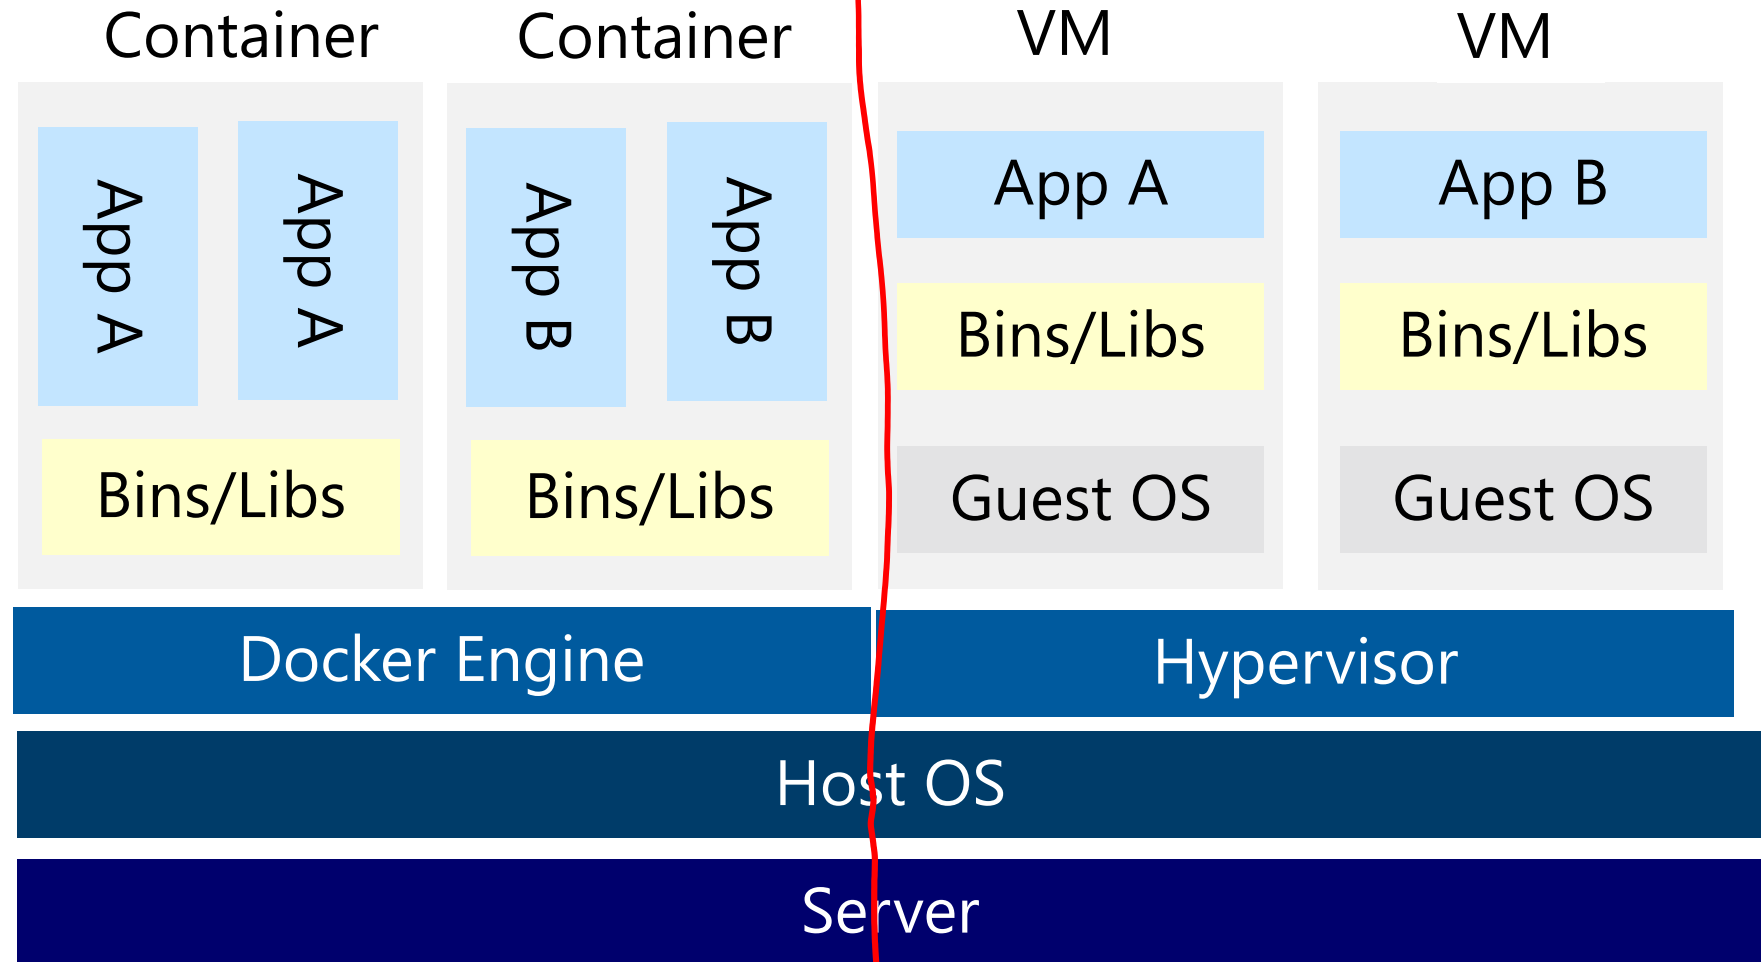 Container
Container
VM
VM
App A
App A
App B
App B
App A
App B
Bins/Libs
Bins/Libs
Bins/Libs
Bins/Libs
Guest OS
Guest OS
Docker Engine
Hypervisor
Host OS
Server